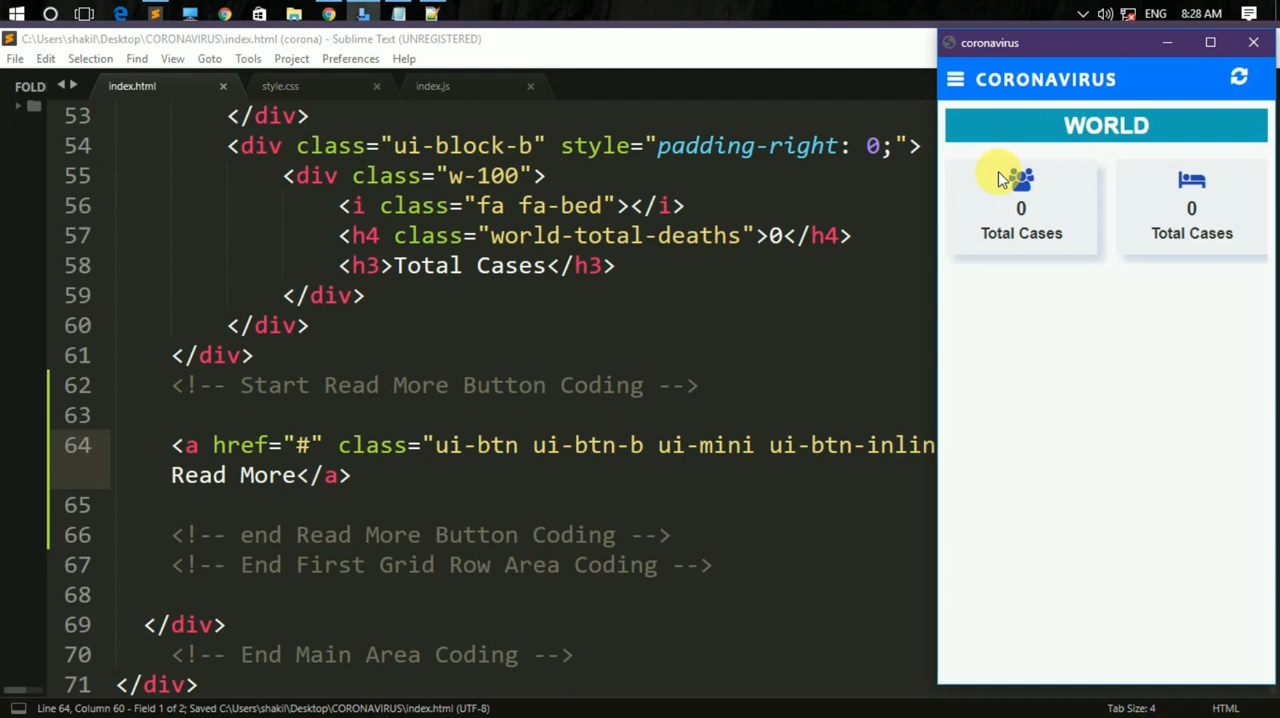 ENG 8:28 AM
C:\Users\shakil\Desktop\CORONAVIRUS\index.html (corona) - Sublime Text (UNREGISTERED)
File Edit Selection Find View Goto Tools Project Preferences Help
FOLD index.html style.css index.js
53 </div>
54 <div class="ui-block-b" style="padding-right: 0;">
55 <div class="w-100">
56 <i class="fa fa-bed"></i>
57 <h4 class="world-total-deaths">0</h4>
58 <h3>Total Cases</h3>
59 </div>
60 </div>
61 </div>
62 <!-- Start Read More Button Coding -->
63
64 <a href="#" class="ui-btn ui-btn-b ui-mini ui-btn-inlin
Read More</a>
65
66 <!-- end Read More Button Coding -->
67 <!-- End First Grid Row Area Coding -->
68
69 </div>
70 <!-- End Main Area Coding -->
71 </div>
Line 64, Column 60 - Field 1 of 2; Saved C:\Users\shakil\Desktop\CORONAVIRUS\index.html (UTF-8)
Tab Size: 4 HTML
coronavirus
CORONAVIRUS
WORLD
0 0
Total Cases Total Cases